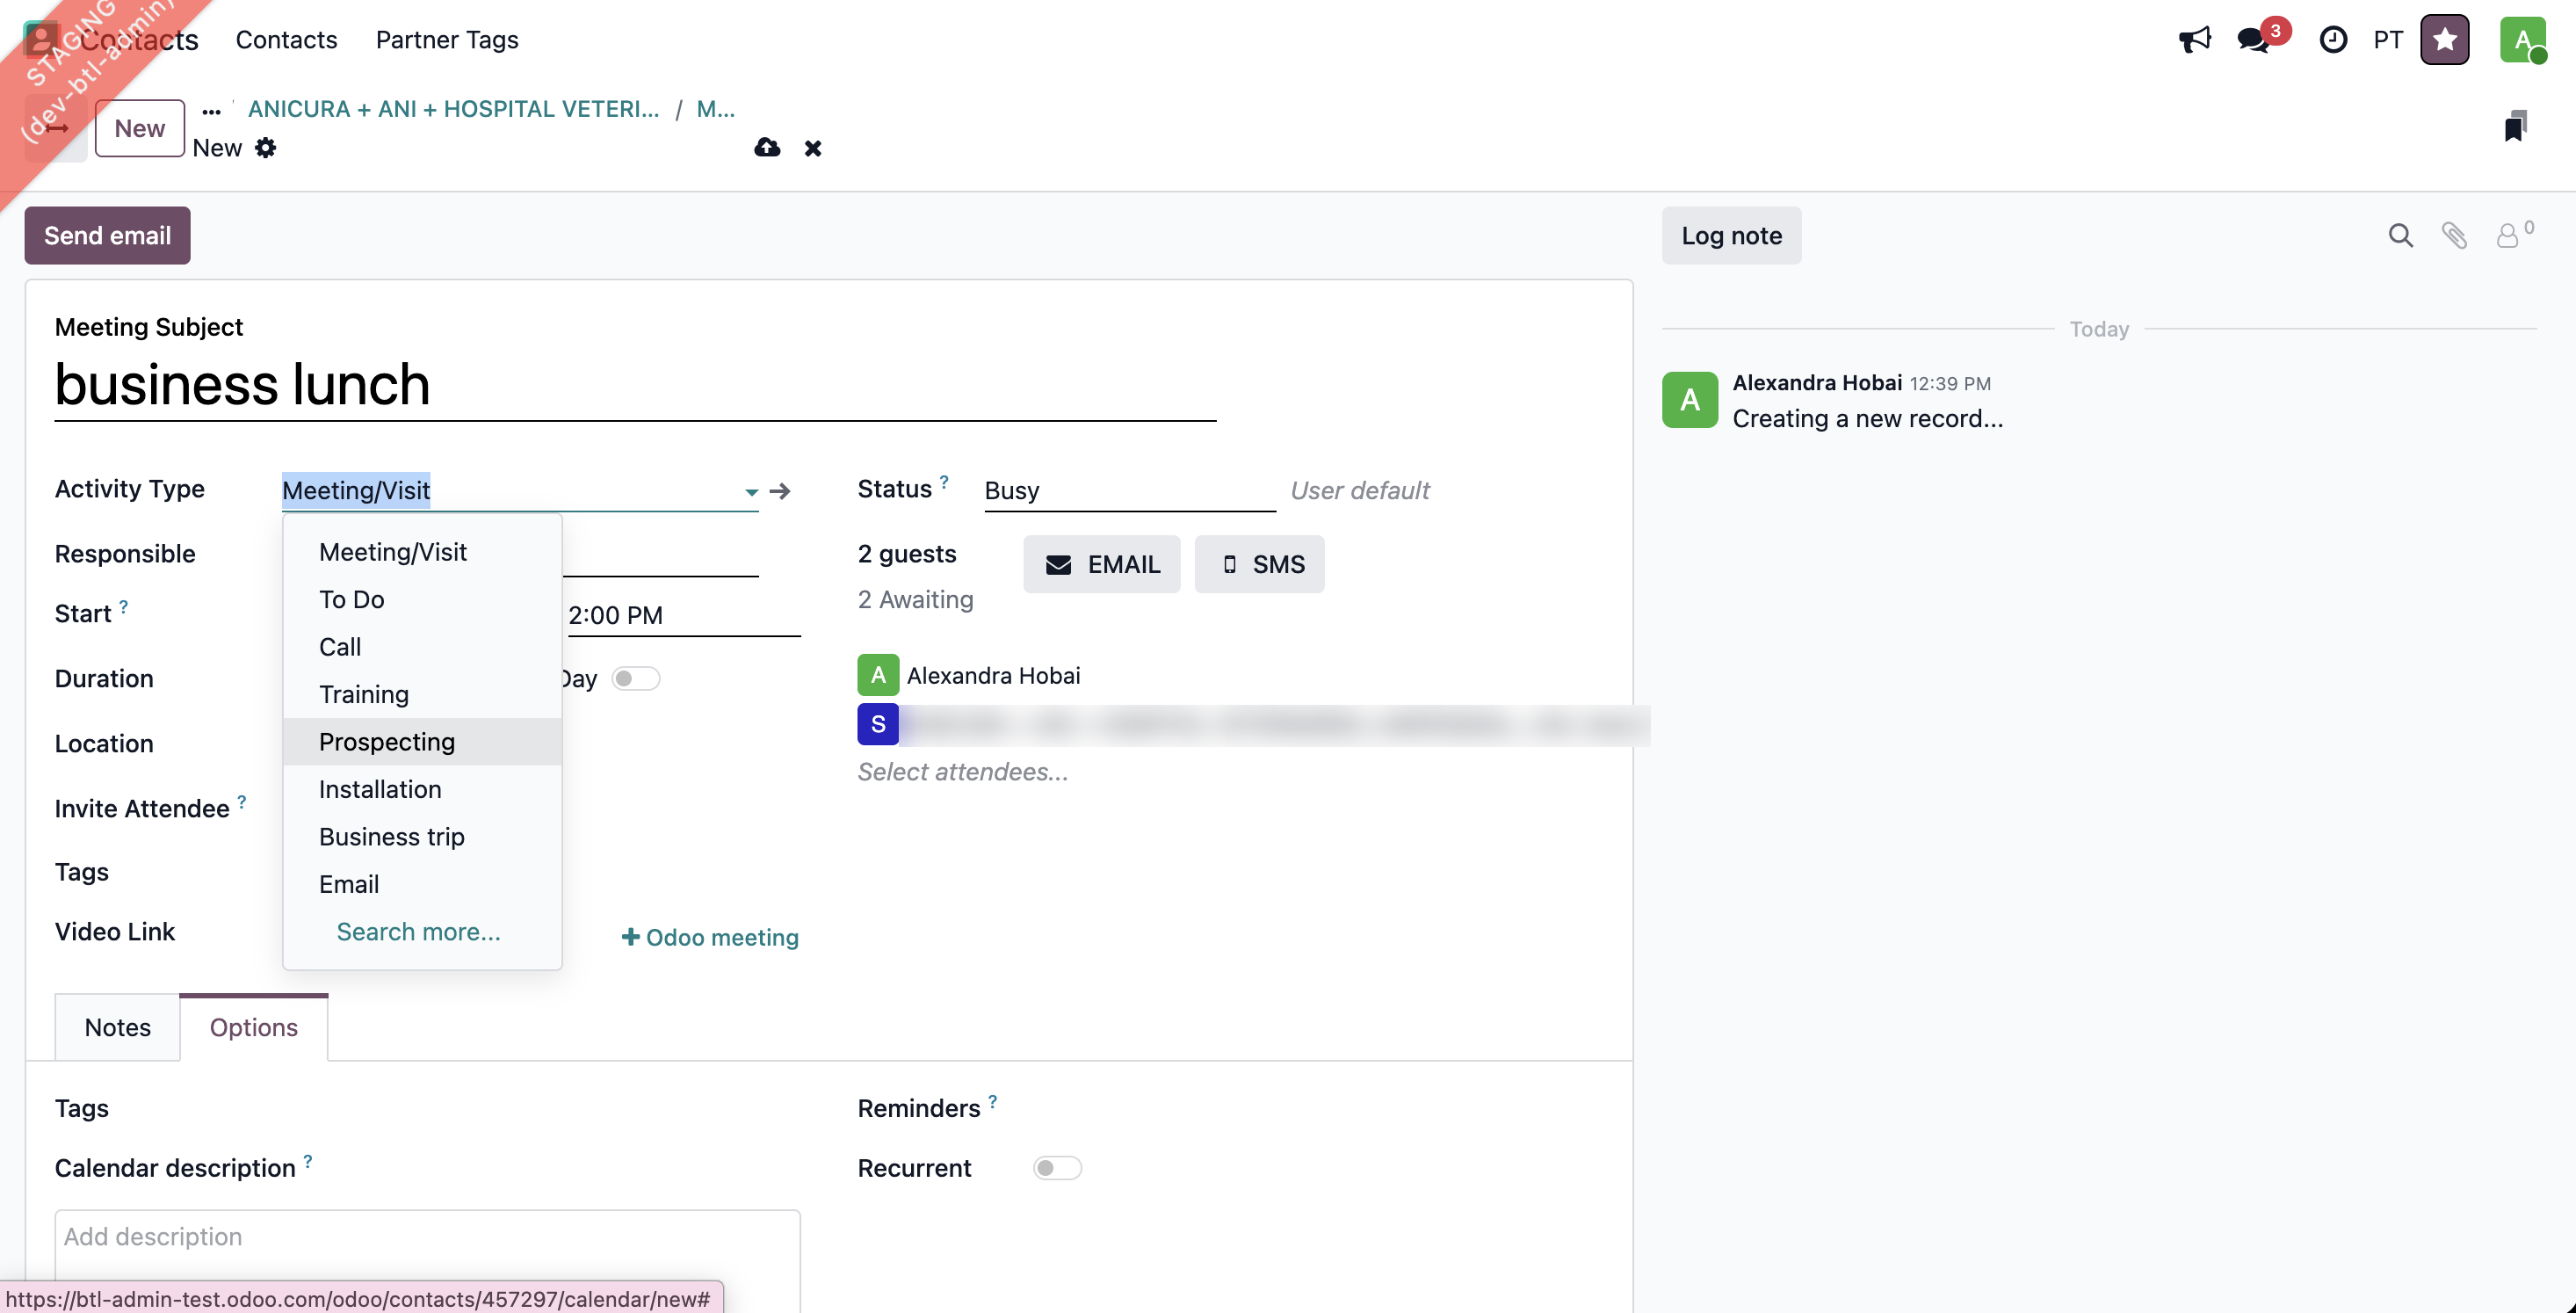 STAGING
(dev-btl-admin)
Contacts Contacts Partner Tags 3 PT A
New ... ANICURA + ANI + HOSPITAL VETERI... / M...
New
Send email Log note 0
Meeting Subject
business lunch
Today
A Alexandra Hobai 12:39 PM
Creating a new record...
Activity Type Meeting/Visit Status ? Busy User default
Meeting/Visit
To Do
Call
Training
Prospecting
Installation
Business trip
Email
Search more...
Responsible
Start ? 2:00 PM
Duration Day
Location
Invite Attendee ?
Tags
Video Link + Odoo meeting
2 guests EMAIL SMS
2 Awaiting
A Alexandra Hobai
S
Select attendees...
Notes Options
Tags Reminders ?
Calendar description ? Recurrent
Add description
https://btl-admin-test.odoo.com/odoo/contacts/457297/calendar/new#